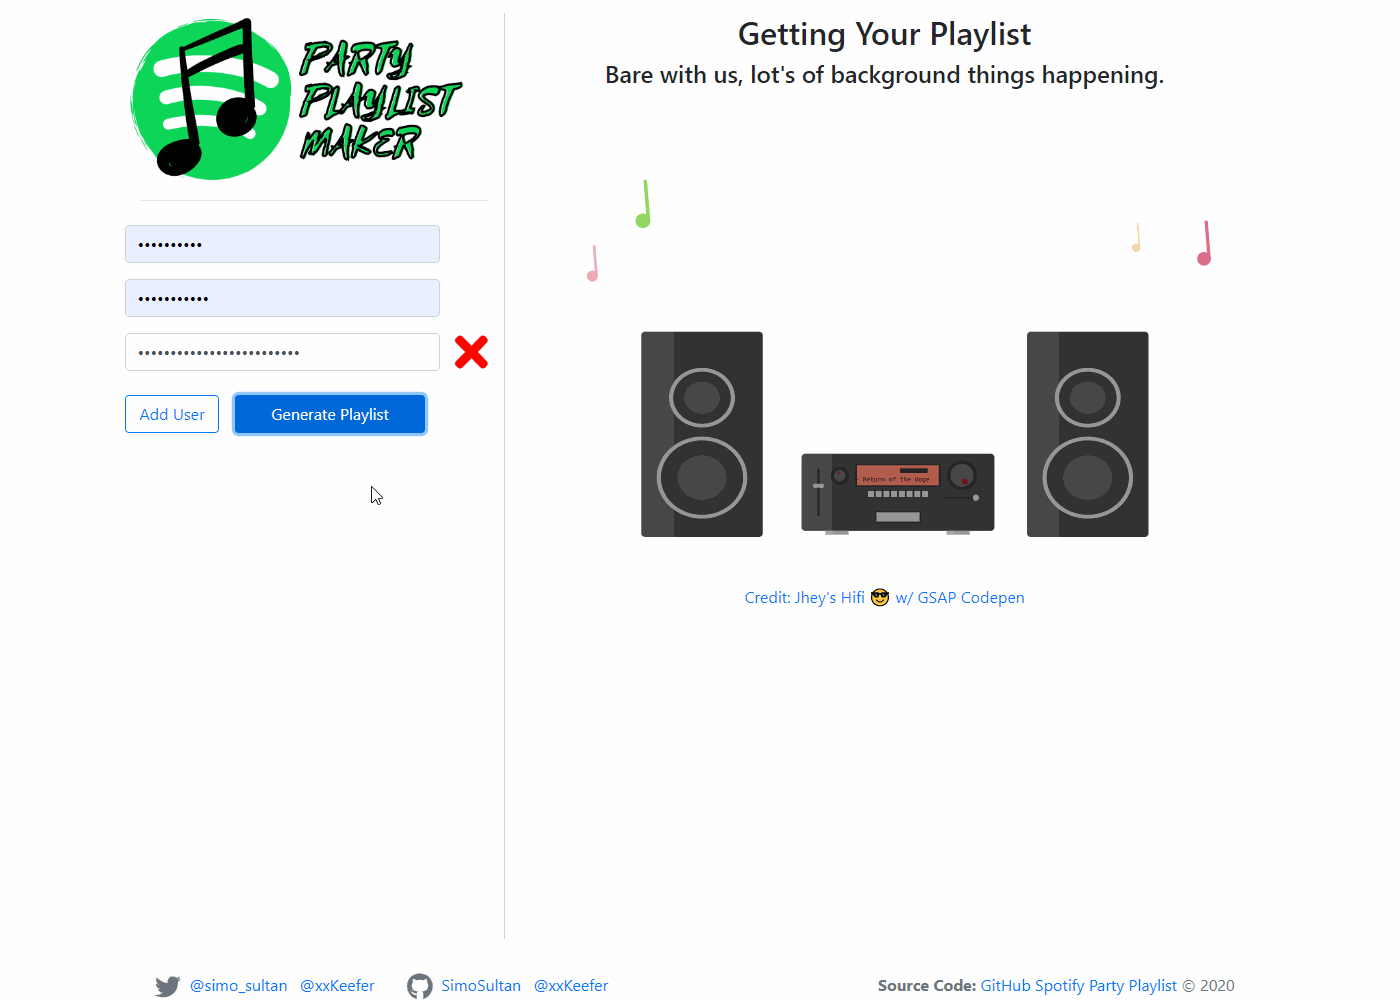 PARTY
PLAYLIST
MAKER
••••••••••
•••••••••••
•••••••••••••••••••••••••
Add User
Generate Playlist
Getting Your Playlist
Bare with us, lot's of background things happening.
Return of the doge
Credit: Jhey's Hifi 😎 w/ GSAP Codepen
@simo_sultan @xxKeefer SimoSultan @xxKeefer
Source Code: GitHub Spotify Party Playlist © 2020